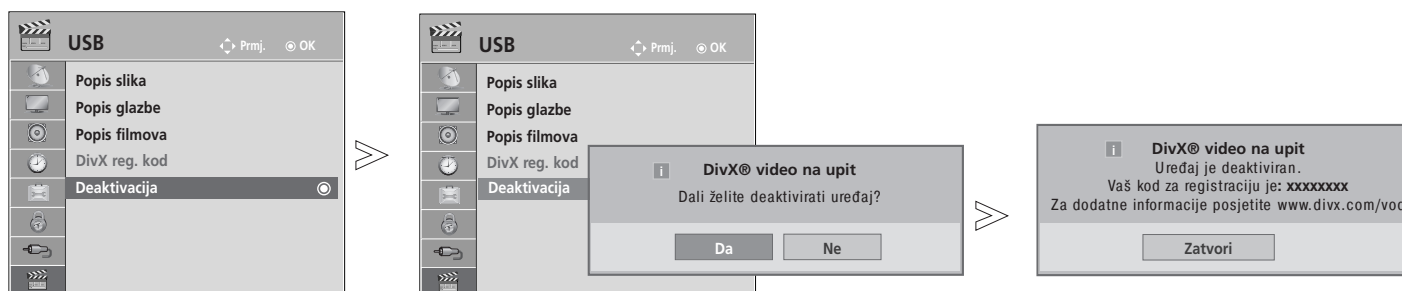 USB
Prmj. OK
Popis slika
Popis glazbe
Popis filmova
DivX reg. kod
Deaktivacija
USB
Prmj. OK
Popis slika
Popis glazbe
Popis filmova
DivX reg. kod
Deaktivacija
i DivX® video na upit
Dali želite deaktivirati uređaj?
Da Ne
i DivX® video na upit
Uređaj je deaktiviran.
Vaš kod za registraciju je: xxxxxxxx
Za dodatne informacije posjetite www.divx.com/vod
Zatvori